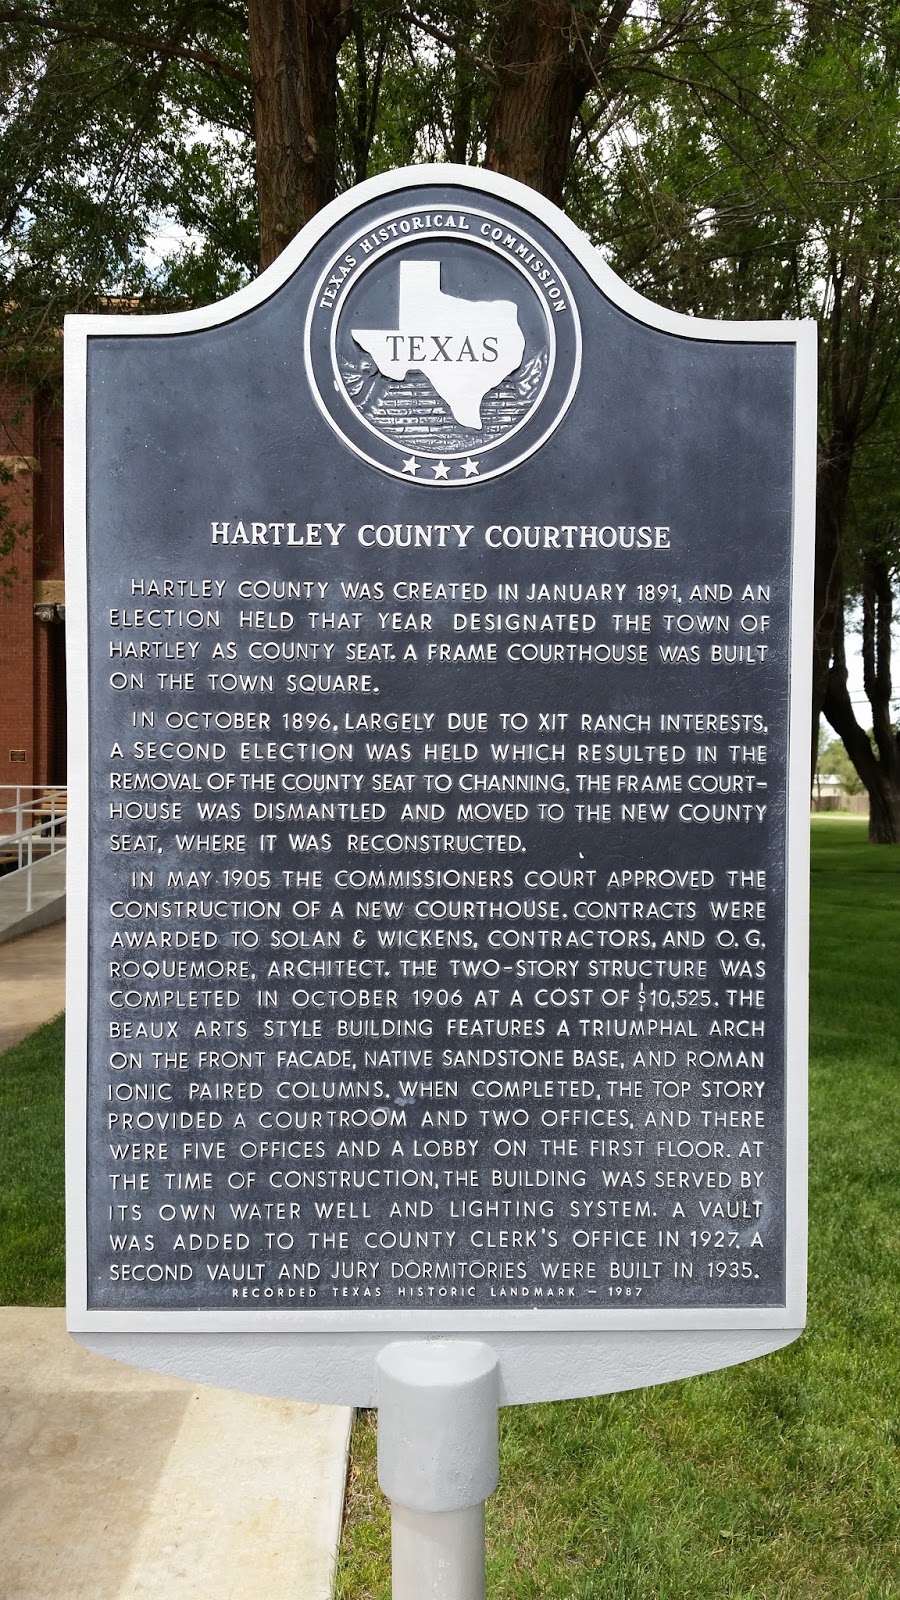 TEXAS HISTORICAL COMMISSION
TEXAS
HARTLEY COUNTY COURTHOUSE
HARTLEY COUNTY WAS CREATED IN JANUARY 1891, AND AN
ELECTION HELD THAT YEAR DESIGNATED THE TOWN OF
HARTLEY AS COUNTY SEAT. A FRAME COURTHOUSE WAS BUILT
ON THE TOWN SQUARE.
IN OCTOBER 1896, LARGELY DUE TO XIT RANCH INTERESTS,
A SECOND ELECTION WAS HELD WHICH RESULTED IN THE
REMOVAL OF THE COUNTY SEAT TO CHANNING. THE FRAME COURT-
HOUSE WAS DISMANTLED AND MOVED TO THE NEW COUNTY
SEAT, WHERE IT WAS RECONSTRUCTED.
IN MAY 1905 THE COMMISSIONERS COURT APPROVED THE
CONSTRUCTION OF A NEW COURTHOUSE. CONTRACTS WERE
AWARDED TO SOLAN & WICKENS, CONTRACTORS, AND O. G.
ROQUEMORE, ARCHITECT. THE TWO-STORY STRUCTURE WAS
COMPLETED IN OCTOBER 1906 AT A COST OF $10,525. THE
BEAUX ARTS STYLE BUILDING FEATURES A TRIUMPHAL ARCH
ON THE FRONT FACADE, NATIVE SANDSTONE BASE, AND ROMAN
IONIC PAIRED COLUMNS. WHEN COMPLETED, THE TOP STORY
PROVIDED A COURTROOM AND TWO OFFICES, AND THERE
WERE FIVE OFFICES AND A LOBBY ON THE FIRST FLOOR. AT
THE TIME OF CONSTRUCTION, THE BUILDING WAS SERVED BY
ITS OWN WATER WELL AND LIGHTING SYSTEM. A VAULT
WAS ADDED TO THE COUNTY CLERK'S OFFICE IN 1927. A
SECOND VAULT AND JURY DORMITORIES WERE BUILT IN 1935.
RECORDED TEXAS HISTORIC LANDMARK - 1987